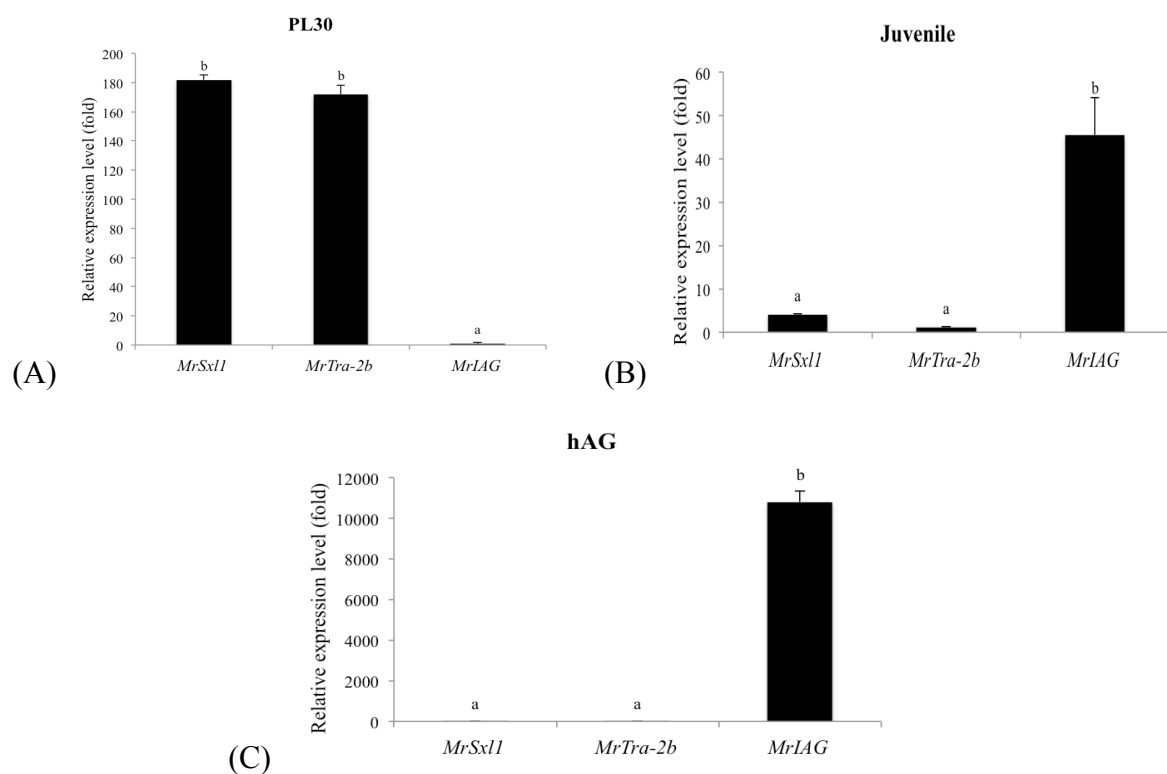 PL30
Relative expression level (fold)
200
180
160
140
120
100
80
60
40
20
0
b
b
a
MrSxl1
MrTra-2b
MrIAG
(A)
Juvenile
Relative expression level (fold)
60
50
40
30
20
10
0
a
a
b
MrSxl1
MrTra-2b
MrIAG
(B)
hAG
Relative expression level (fold)
12000
10000
8000
6000
4000
2000
0
a
a
b
MrSxl1
MrTra-2b
MrIAG
(C)